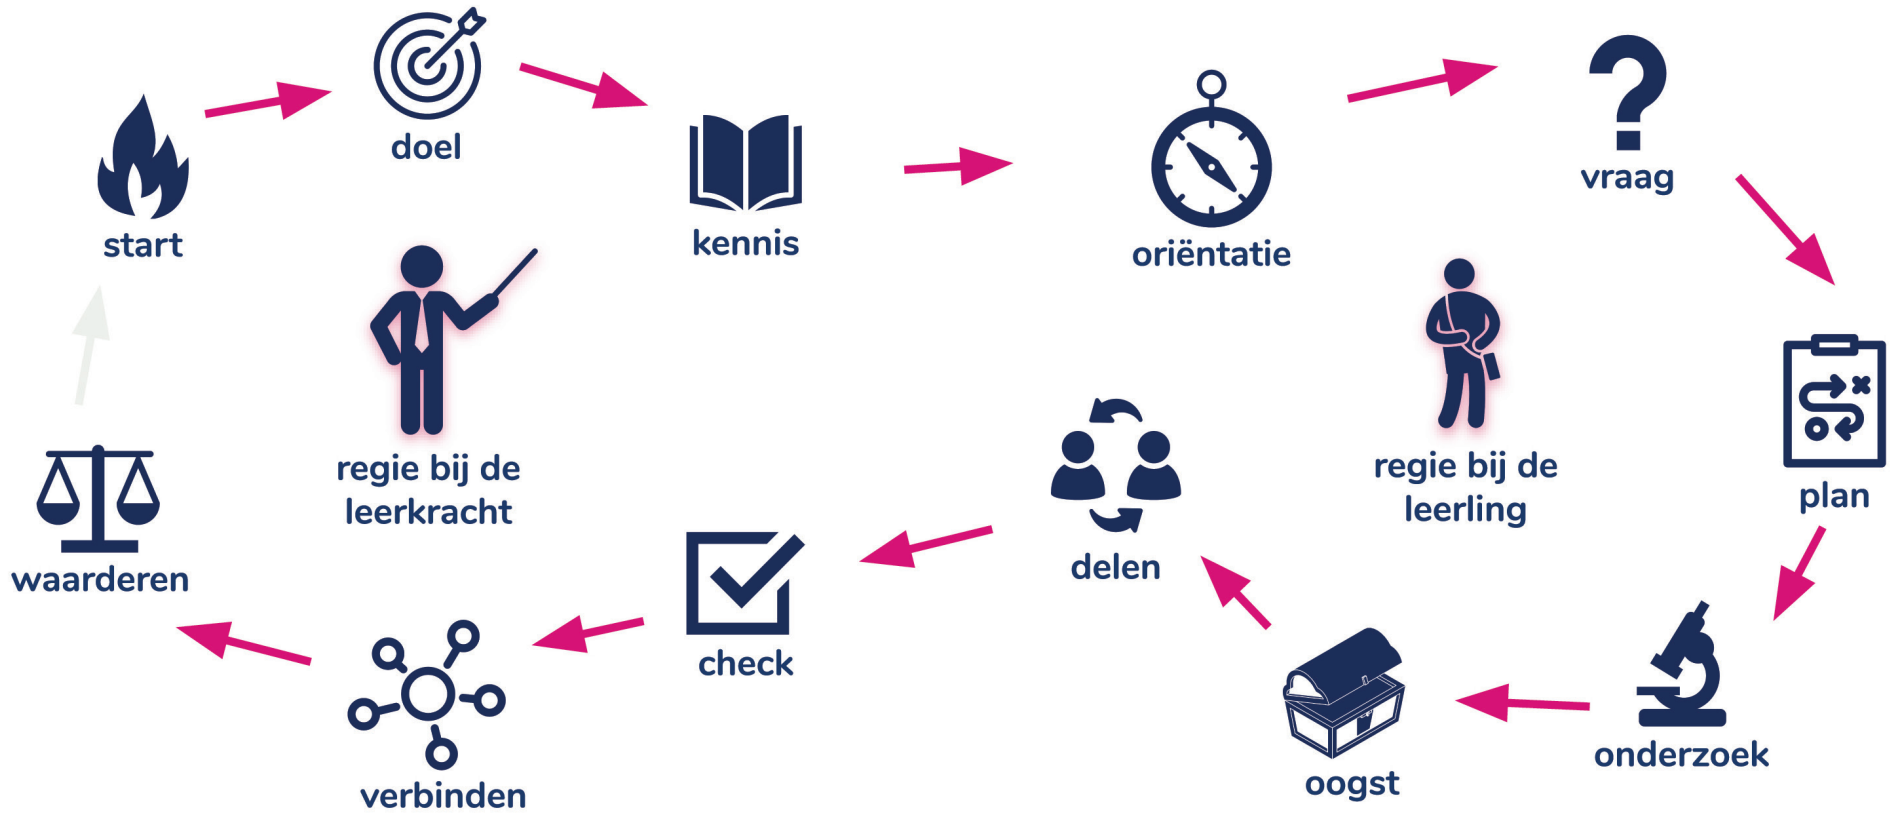 doel
vraag
start
kennis
oriëntatie
regie bij de
leerkracht
regie bij de
leerling
plan
delen
waarderen
check
onderzoek
oogst
verbinden